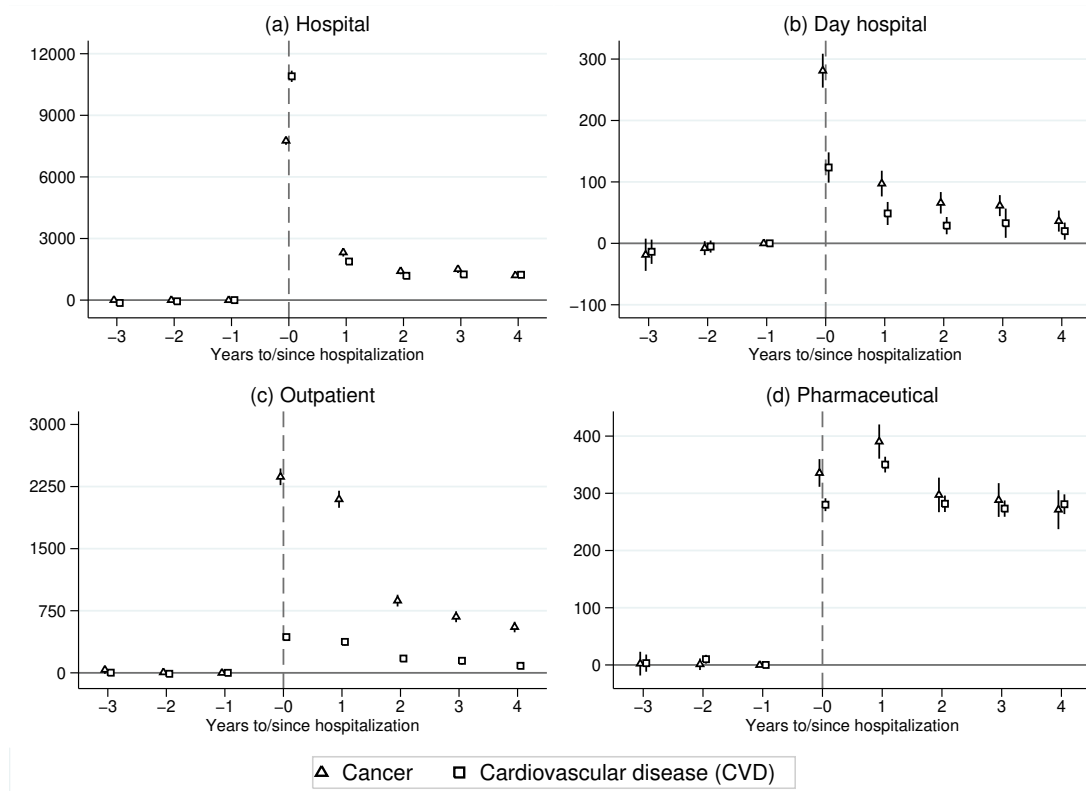 (a) Hospital
12000
9000
6000
3000
0
−3 −2 −1 −0 1 2 3 4
Years to/since hospitalization
(b) Day hospital
300
200
100
0
−100
−3 −2 −1 −0 1 2 3 4
Years to/since hospitalization
(c) Outpatient
3000
2250
1500
750
0
−3 −2 −1 −0 1 2 3 4
Years to/since hospitalization
(d) Pharmaceutical
400
300
200
100
0
−3 −2 −1 −0 1 2 3 4
Years to/since hospitalization
Cancer Cardiovascular disease (CVD)